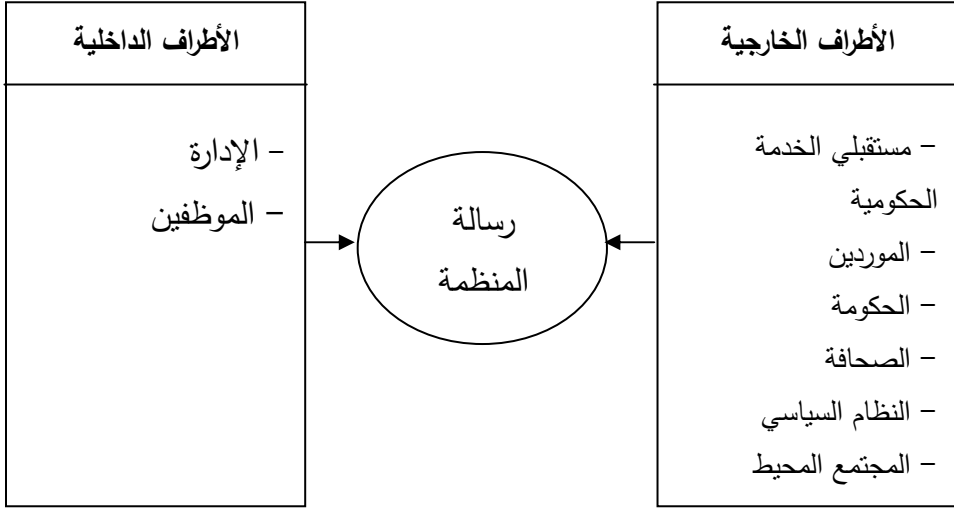 الأطراف الخارجية
– مستقبلي الخدمة
الحكومية
– الموردين
– الحكومة
– الصحافة
– النظام السياسي
– المجتمع المحيط
رسالة
المنظمة
الأطراف الداخلية
– الإدارة
– الموظفين